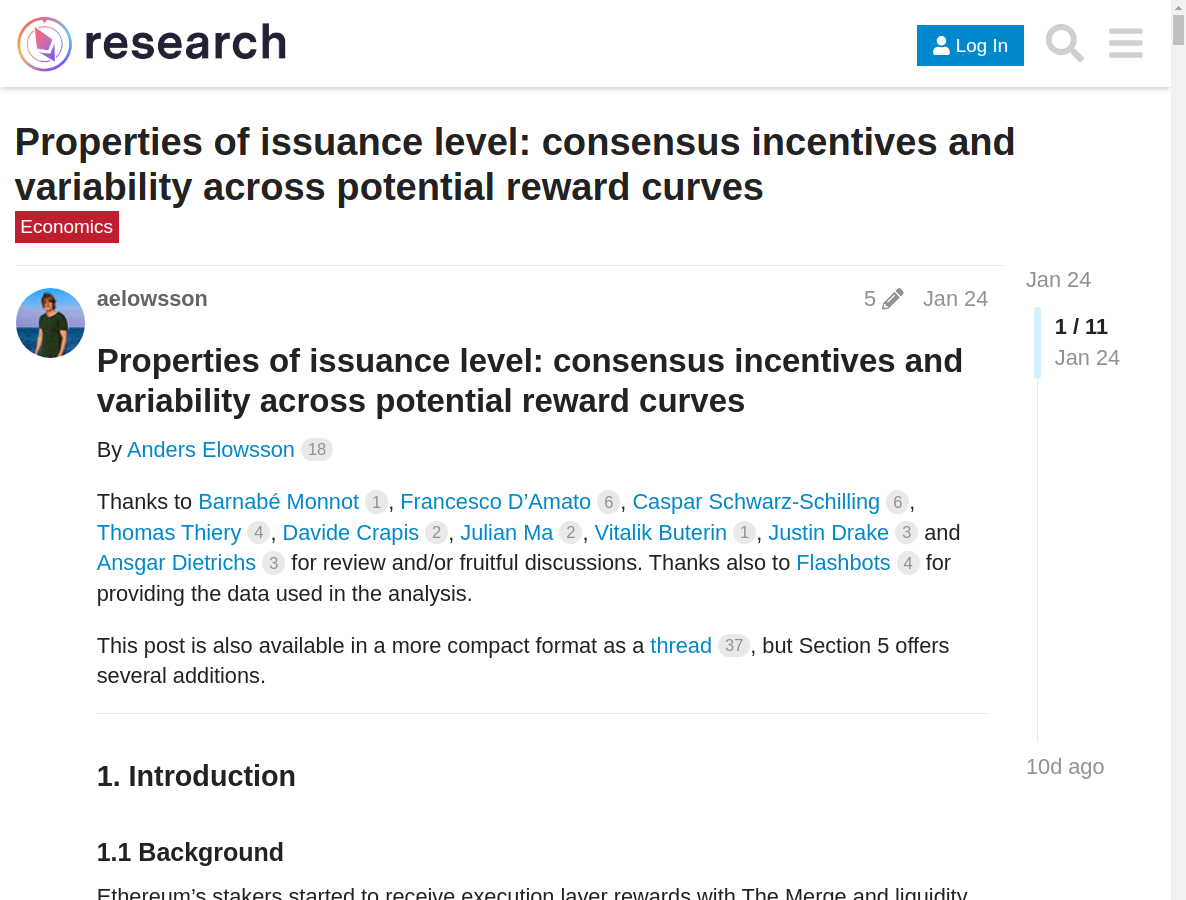 research
Log In
Properties of issuance level: consensus incentives and
variability across potential reward curves
Economics
aelowsson
5
Jan 24
Jan 24
1 / 11
Jan 24
10d ago
Properties of issuance level: consensus incentives and
variability across potential reward curves
By Anders Elowsson 18
Thanks to Barnabé Monnot 1, Francesco D’Amato 6, Caspar Schwarz-Schilling 6,
Thomas Thiery 4, Davide Crapis 2, Julian Ma 2, Vitalik Buterin 1, Justin Drake 3 and
Ansgar Dietrichs 3 for review and/or fruitful discussions. Thanks also to Flashbots 4 for
providing the data used in the analysis.
This post is also available in a more compact format as a thread 37, but Section 5 offers
several additions.
1. Introduction
1.1 Background
Ethereum’s stakers started to receive execution layer rewards with The Merge and liquidity